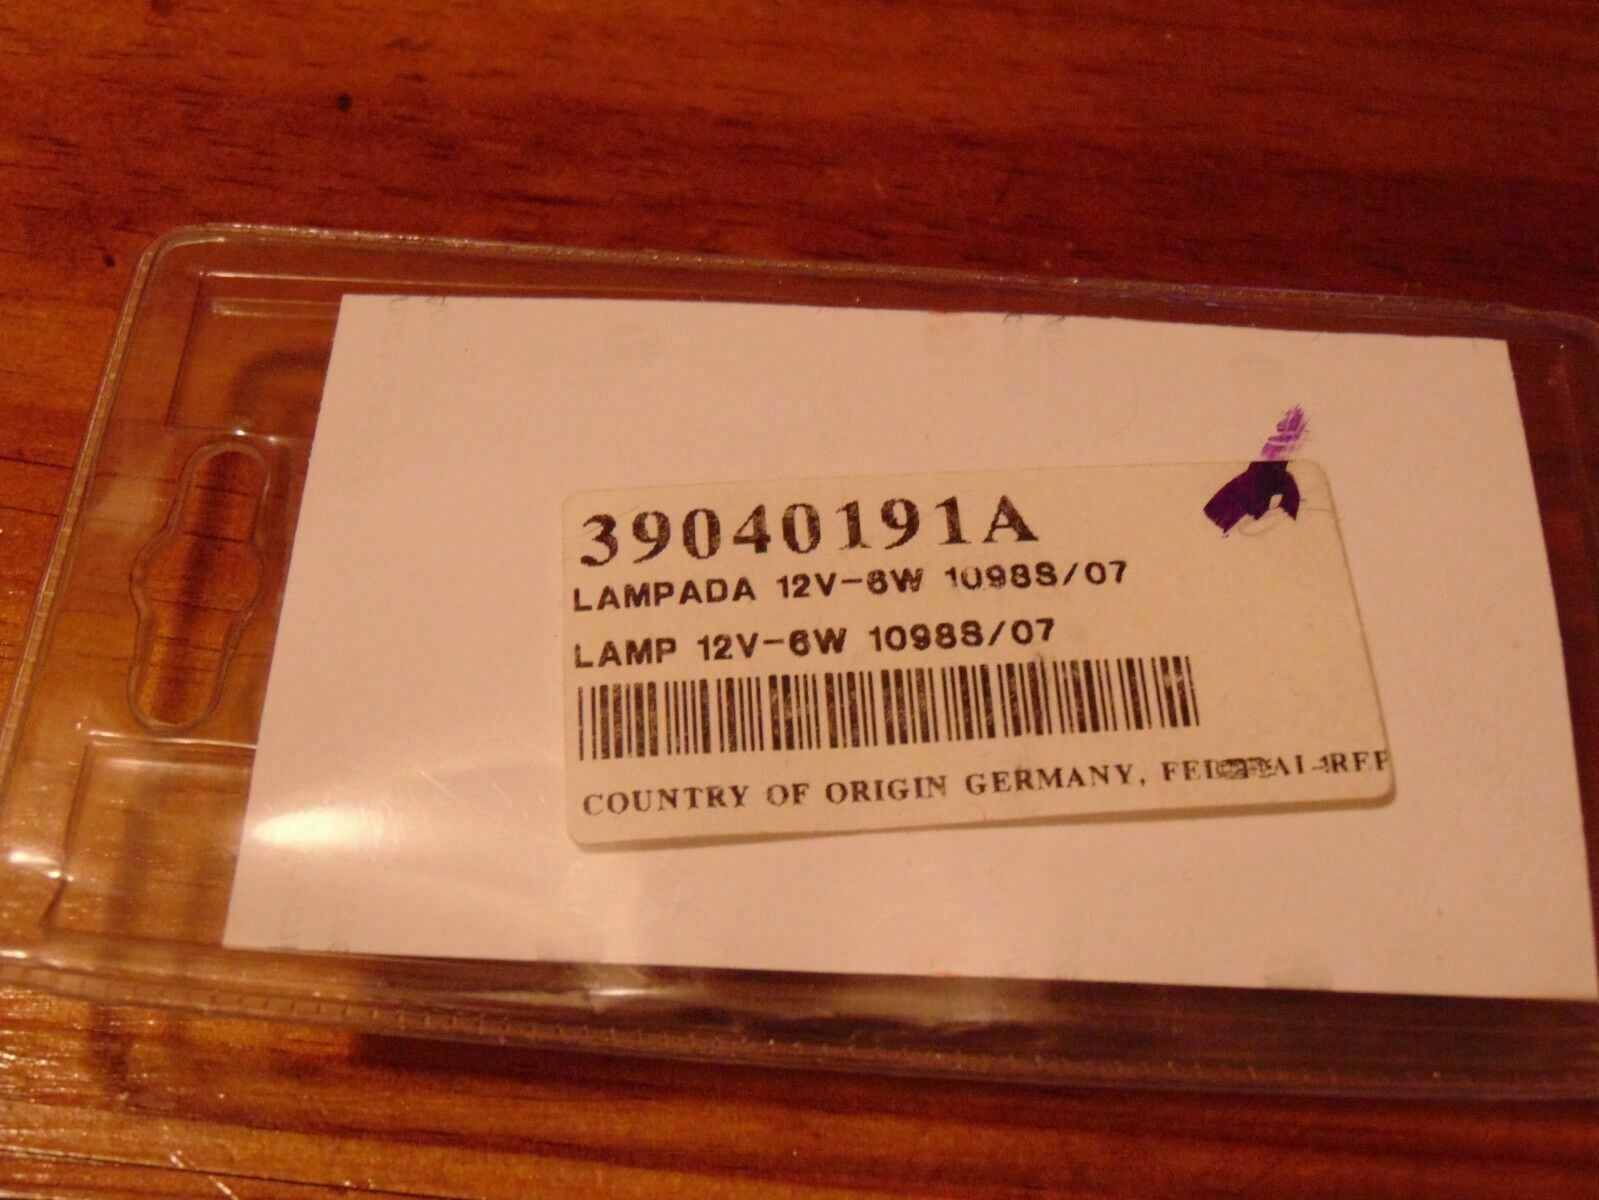 39040191A
LAMPADA 12V-6W 1098S/07
LAMP 12V-6W 1098S/07
COUNTRY OF ORIGIN GERMANY,